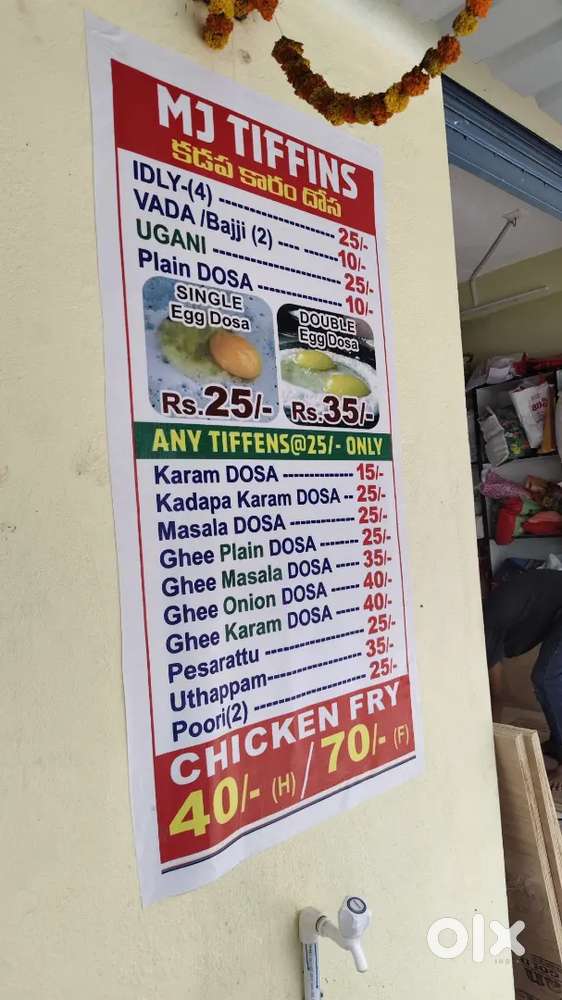 MJ TIFFINS
కడప కారం దోస
IDLY-(4) -------------------- 25/-
VADA /Bajji (2) ---- ------10/-
UGANI ---------------------- 25/-
Plain DOSA --------------- 10/-
SINGLE
Egg Dosa
Rs.25/-
DOUBLE
Egg Dosa
Rs.35/-
ANY TIFFENS@25/- ONLY
Karam DOSA ------------- 15/-
Kadapa Karam DOSA -- 25/-
Masala DOSA ------------ 25/-
Ghee Plain DOSA ------- 25/-
Ghee Masala DOSA ----- 35/-
Ghee Onion DOSA ----- 40/-
Ghee Karam DOSA ----- 40/-
Pesarattu ------------------ 25/-
Uthappam----------------- 35/-
Poori(2) -------------------- 25/-
CHICKEN FRY
40/- (H) / 70/- (F)
olx